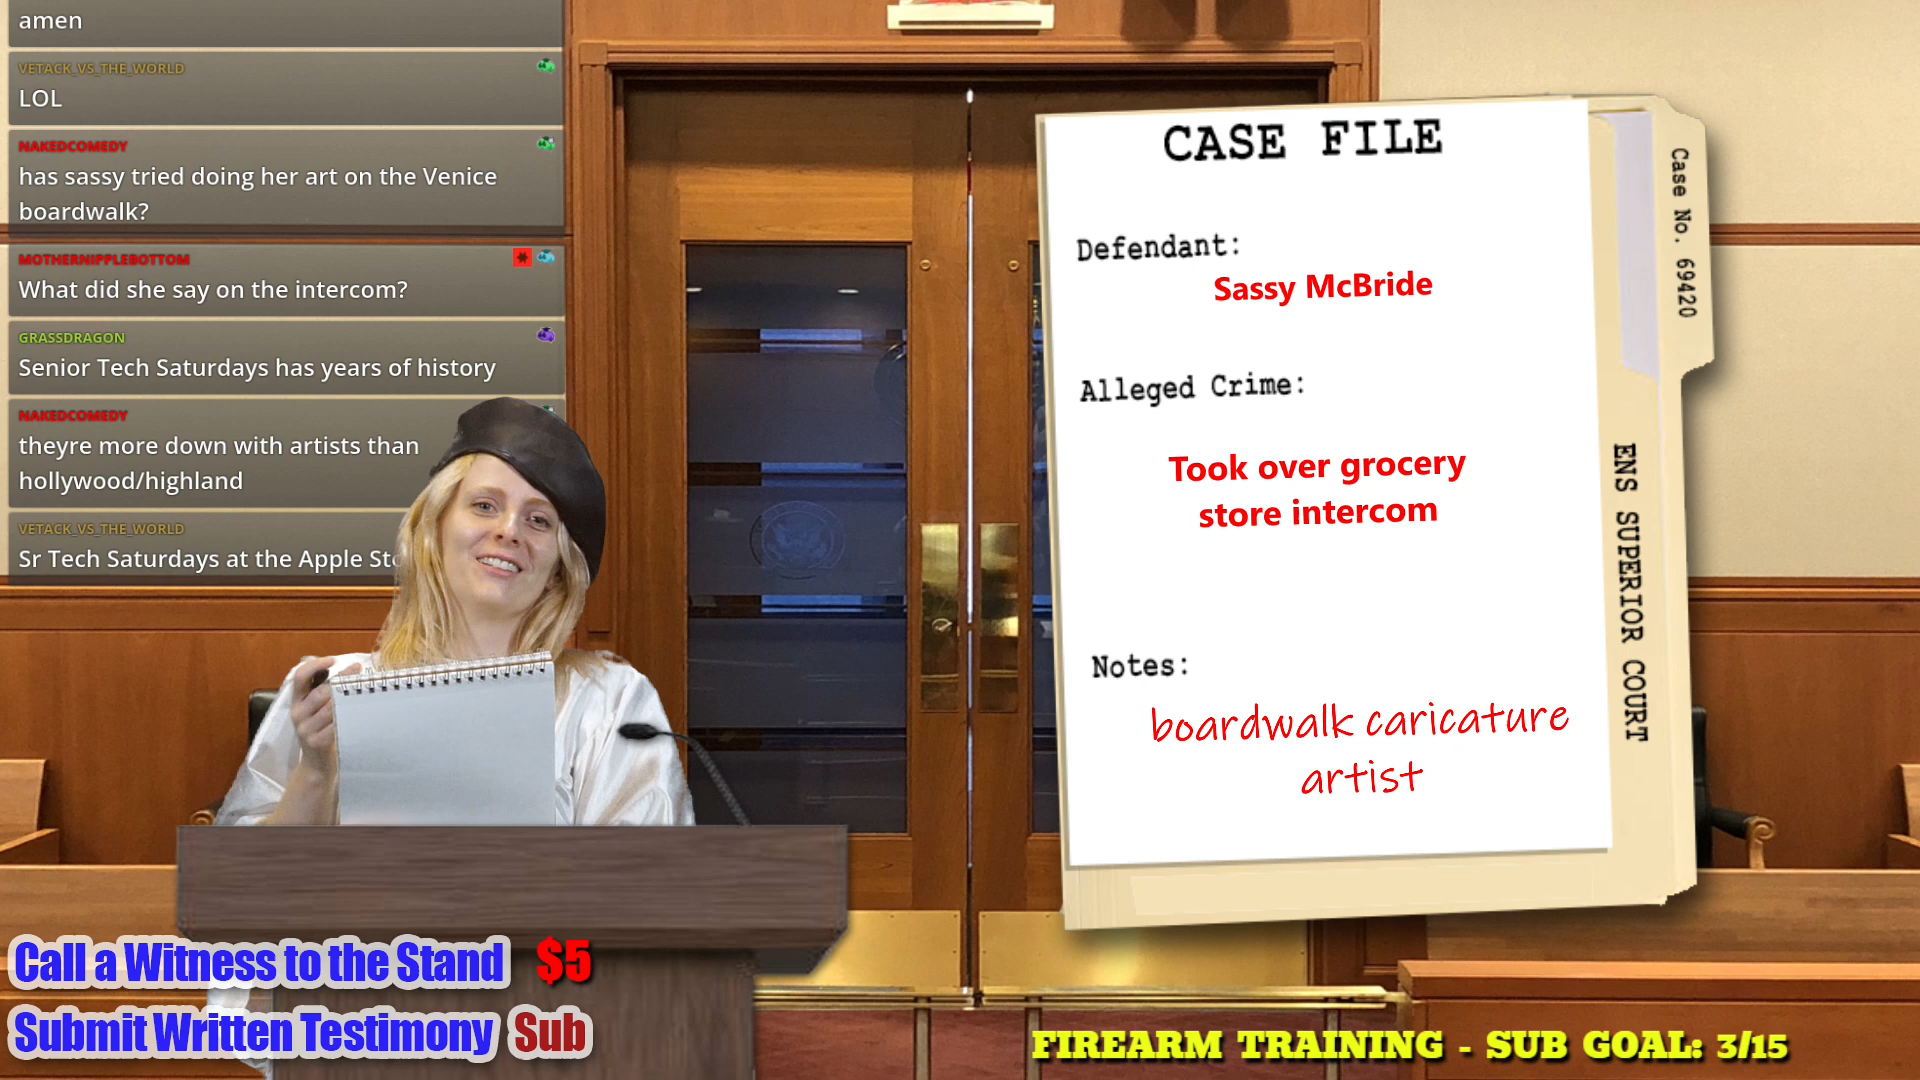 amen
VETACK_VS_THE_WORLD
LOL
NAKEDCOMEDY
has sassy tried doing her art on the Venice
boardwalk?
MOTHERNIPPLEBOTTOM
What did she say on the intercom?
GRASSDRAGON
Senior Tech Saturdays has years of history
NAKEDCOMEDY
theyre more down with artists than
hollywood/highland
VETACK_VS_THE_WORLD
Sr Tech Saturdays at the Apple
CASE FILE
Defendant:
Sassy McBride
Alleged Crime:
Took over grocery
store intercom
Notes:
boardwalk caricature
artist
Case No. 69420
ENS SUPERIOR COURT
Call a Witness to the Stand $5
Submit Written Testimony Sub
FIREARM TRAINING - SUB GOAL: 3/15